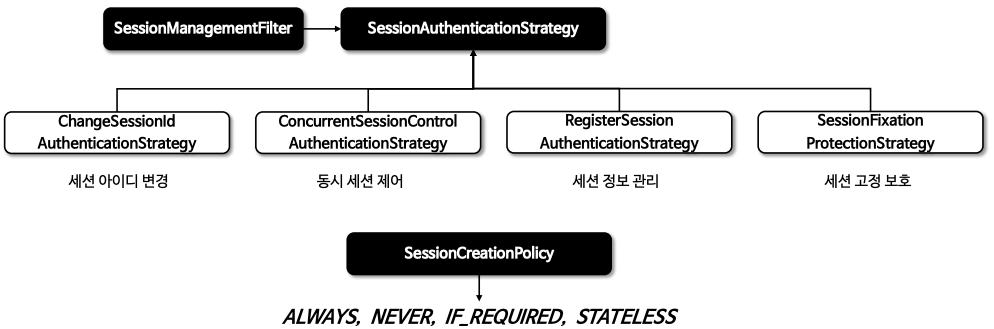 SessionManagementFilter
SessionAuthenticationStrategy
ChangeSessionId
AuthenticationStrategy
세션 아이디 변경
ConcurrentSessionControl
AuthenticationStrategy
동시 세션 제어
RegisterSession
AuthenticationStrategy
세션 정보 관리
SessionFixation
ProtectionStrategy
세션 고정 보호
SessionCreationPolicy
ALWAYS, NEVER, IF_REQUIRED, STATELESS